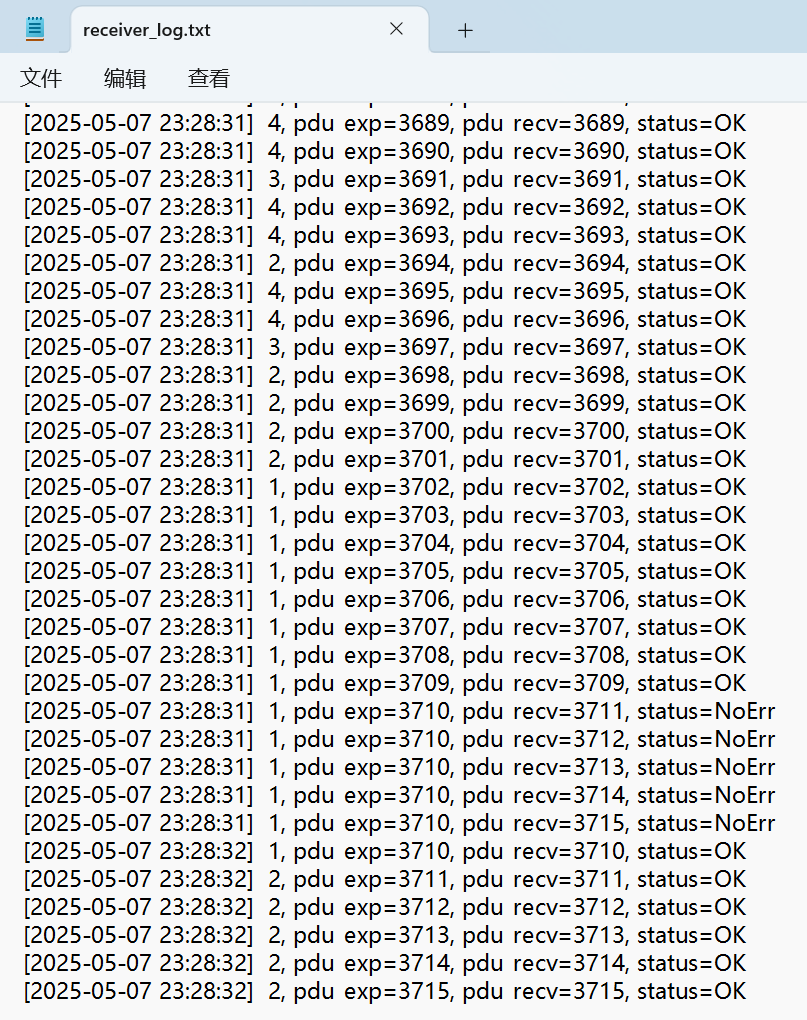 receiver_log.txt
文件 编辑 查看
[2025-05-07 23:28:31] 4, pdu exp=3689, pdu recv=3689, status=OK
[2025-05-07 23:28:31] 4, pdu exp=3690, pdu recv=3690, status=OK
[2025-05-07 23:28:31] 3, pdu exp=3691, pdu recv=3691, status=OK
[2025-05-07 23:28:31] 4, pdu exp=3692, pdu recv=3692, status=OK
[2025-05-07 23:28:31] 4, pdu exp=3693, pdu recv=3693, status=OK
[2025-05-07 23:28:31] 2, pdu exp=3694, pdu recv=3694, status=OK
[2025-05-07 23:28:31] 4, pdu exp=3695, pdu recv=3695, status=OK
[2025-05-07 23:28:31] 4, pdu exp=3696, pdu recv=3696, status=OK
[2025-05-07 23:28:31] 3, pdu exp=3697, pdu recv=3697, status=OK
[2025-05-07 23:28:31] 2, pdu exp=3698, pdu recv=3698, status=OK
[2025-05-07 23:28:31] 2, pdu exp=3699, pdu recv=3699, status=OK
[2025-05-07 23:28:31] 2, pdu exp=3700, pdu recv=3700, status=OK
[2025-05-07 23:28:31] 2, pdu exp=3701, pdu recv=3701, status=OK
[2025-05-07 23:28:31] 1, pdu exp=3702, pdu recv=3702, status=OK
[2025-05-07 23:28:31] 1, pdu exp=3703, pdu recv=3703, status=OK
[2025-05-07 23:28:31] 1, pdu exp=3704, pdu recv=3704, status=OK
[2025-05-07 23:28:31] 1, pdu exp=3705, pdu recv=3705, status=OK
[2025-05-07 23:28:31] 1, pdu exp=3706, pdu recv=3706, status=OK
[2025-05-07 23:28:31] 1, pdu exp=3707, pdu recv=3707, status=OK
[2025-05-07 23:28:31] 1, pdu exp=3708, pdu recv=3708, status=OK
[2025-05-07 23:28:31] 1, pdu exp=3709, pdu recv=3709, status=OK
[2025-05-07 23:28:31] 1, pdu exp=3710, pdu recv=3711, status=NoErr
[2025-05-07 23:28:31] 1, pdu exp=3710, pdu recv=3712, status=NoErr
[2025-05-07 23:28:31] 1, pdu exp=3710, pdu recv=3713, status=NoErr
[2025-05-07 23:28:31] 1, pdu exp=3710, pdu recv=3714, status=NoErr
[2025-05-07 23:28:31] 1, pdu exp=3710, pdu recv=3715, status=NoErr
[2025-05-07 23:28:32] 1, pdu exp=3710, pdu recv=3710, status=OK
[2025-05-07 23:28:32] 2, pdu exp=3711, pdu recv=3711, status=OK
[2025-05-07 23:28:32] 2, pdu exp=3712, pdu recv=3712, status=OK
[2025-05-07 23:28:32] 2, pdu exp=3713, pdu recv=3713, status=OK
[2025-05-07 23:28:32] 2, pdu exp=3714, pdu recv=3714, status=OK
[2025-05-07 23:28:32] 2, pdu exp=3715, pdu recv=3715, status=OK